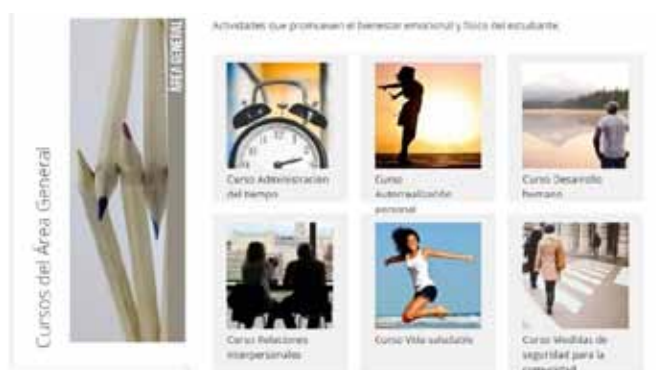 Actividades que promueven el bienestar emocional y físico del estudiante.
ÁREA GENERAL
Cursos del Área General
Curso Administración
del tiempo
Curso
Autorrealización
personal
Curso Desarrollo
humano
Curso Relaciones
interpersonales
Curso Vida saludable
Curso Medidas de
seguridad para la
comunidad